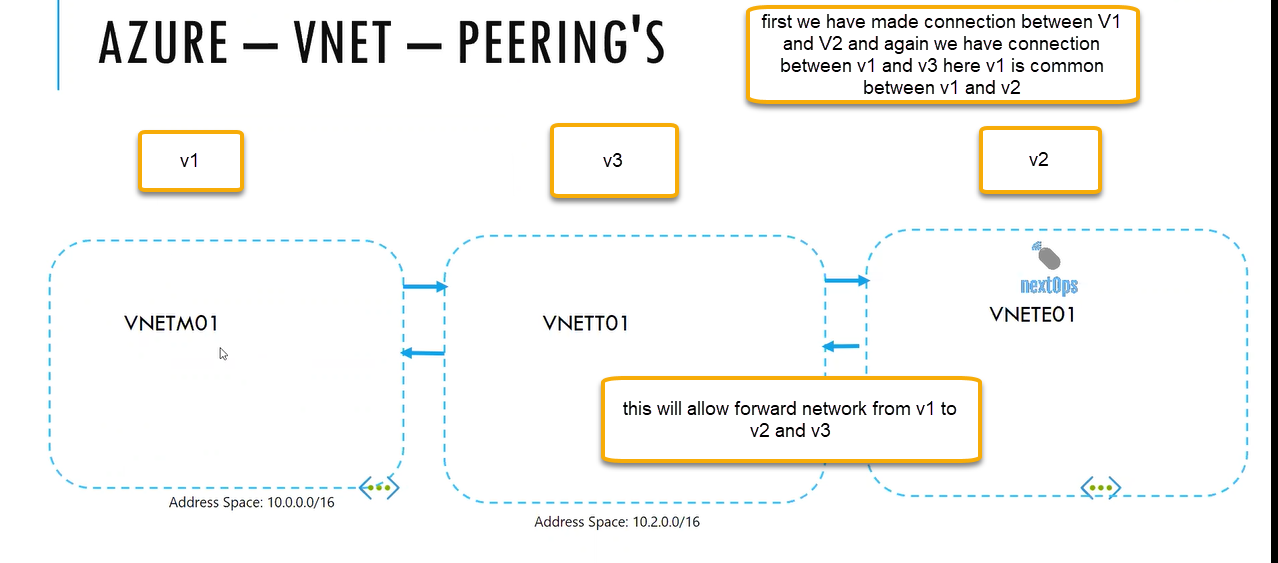 AZURE – VNET – PEERING'S
first we have made connection between V1
and V2 and again we have connection
between v1 and v3 here v1 is common
between v1 and v2
v1
v3
v2
nextOps
VNETM01
VNETT01
VNETE01
this will allow forward network from v1 to
v2 and v3
Address Space: 10.0.0.0/16
Address Space: 10.2.0.0/16